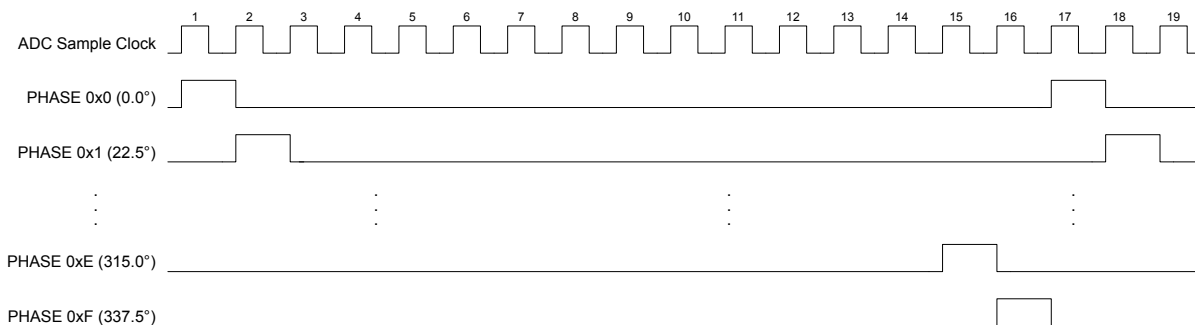 1 2 3 4 5 6 7 8 9 10 11 12 13 14 15 16 17 18 19
ADC Sample Clock
PHASE 0x0 (0.0°)
PHASE 0x1 (22.5°)
PHASE 0xE (315.0°)
PHASE 0xF (337.5°)